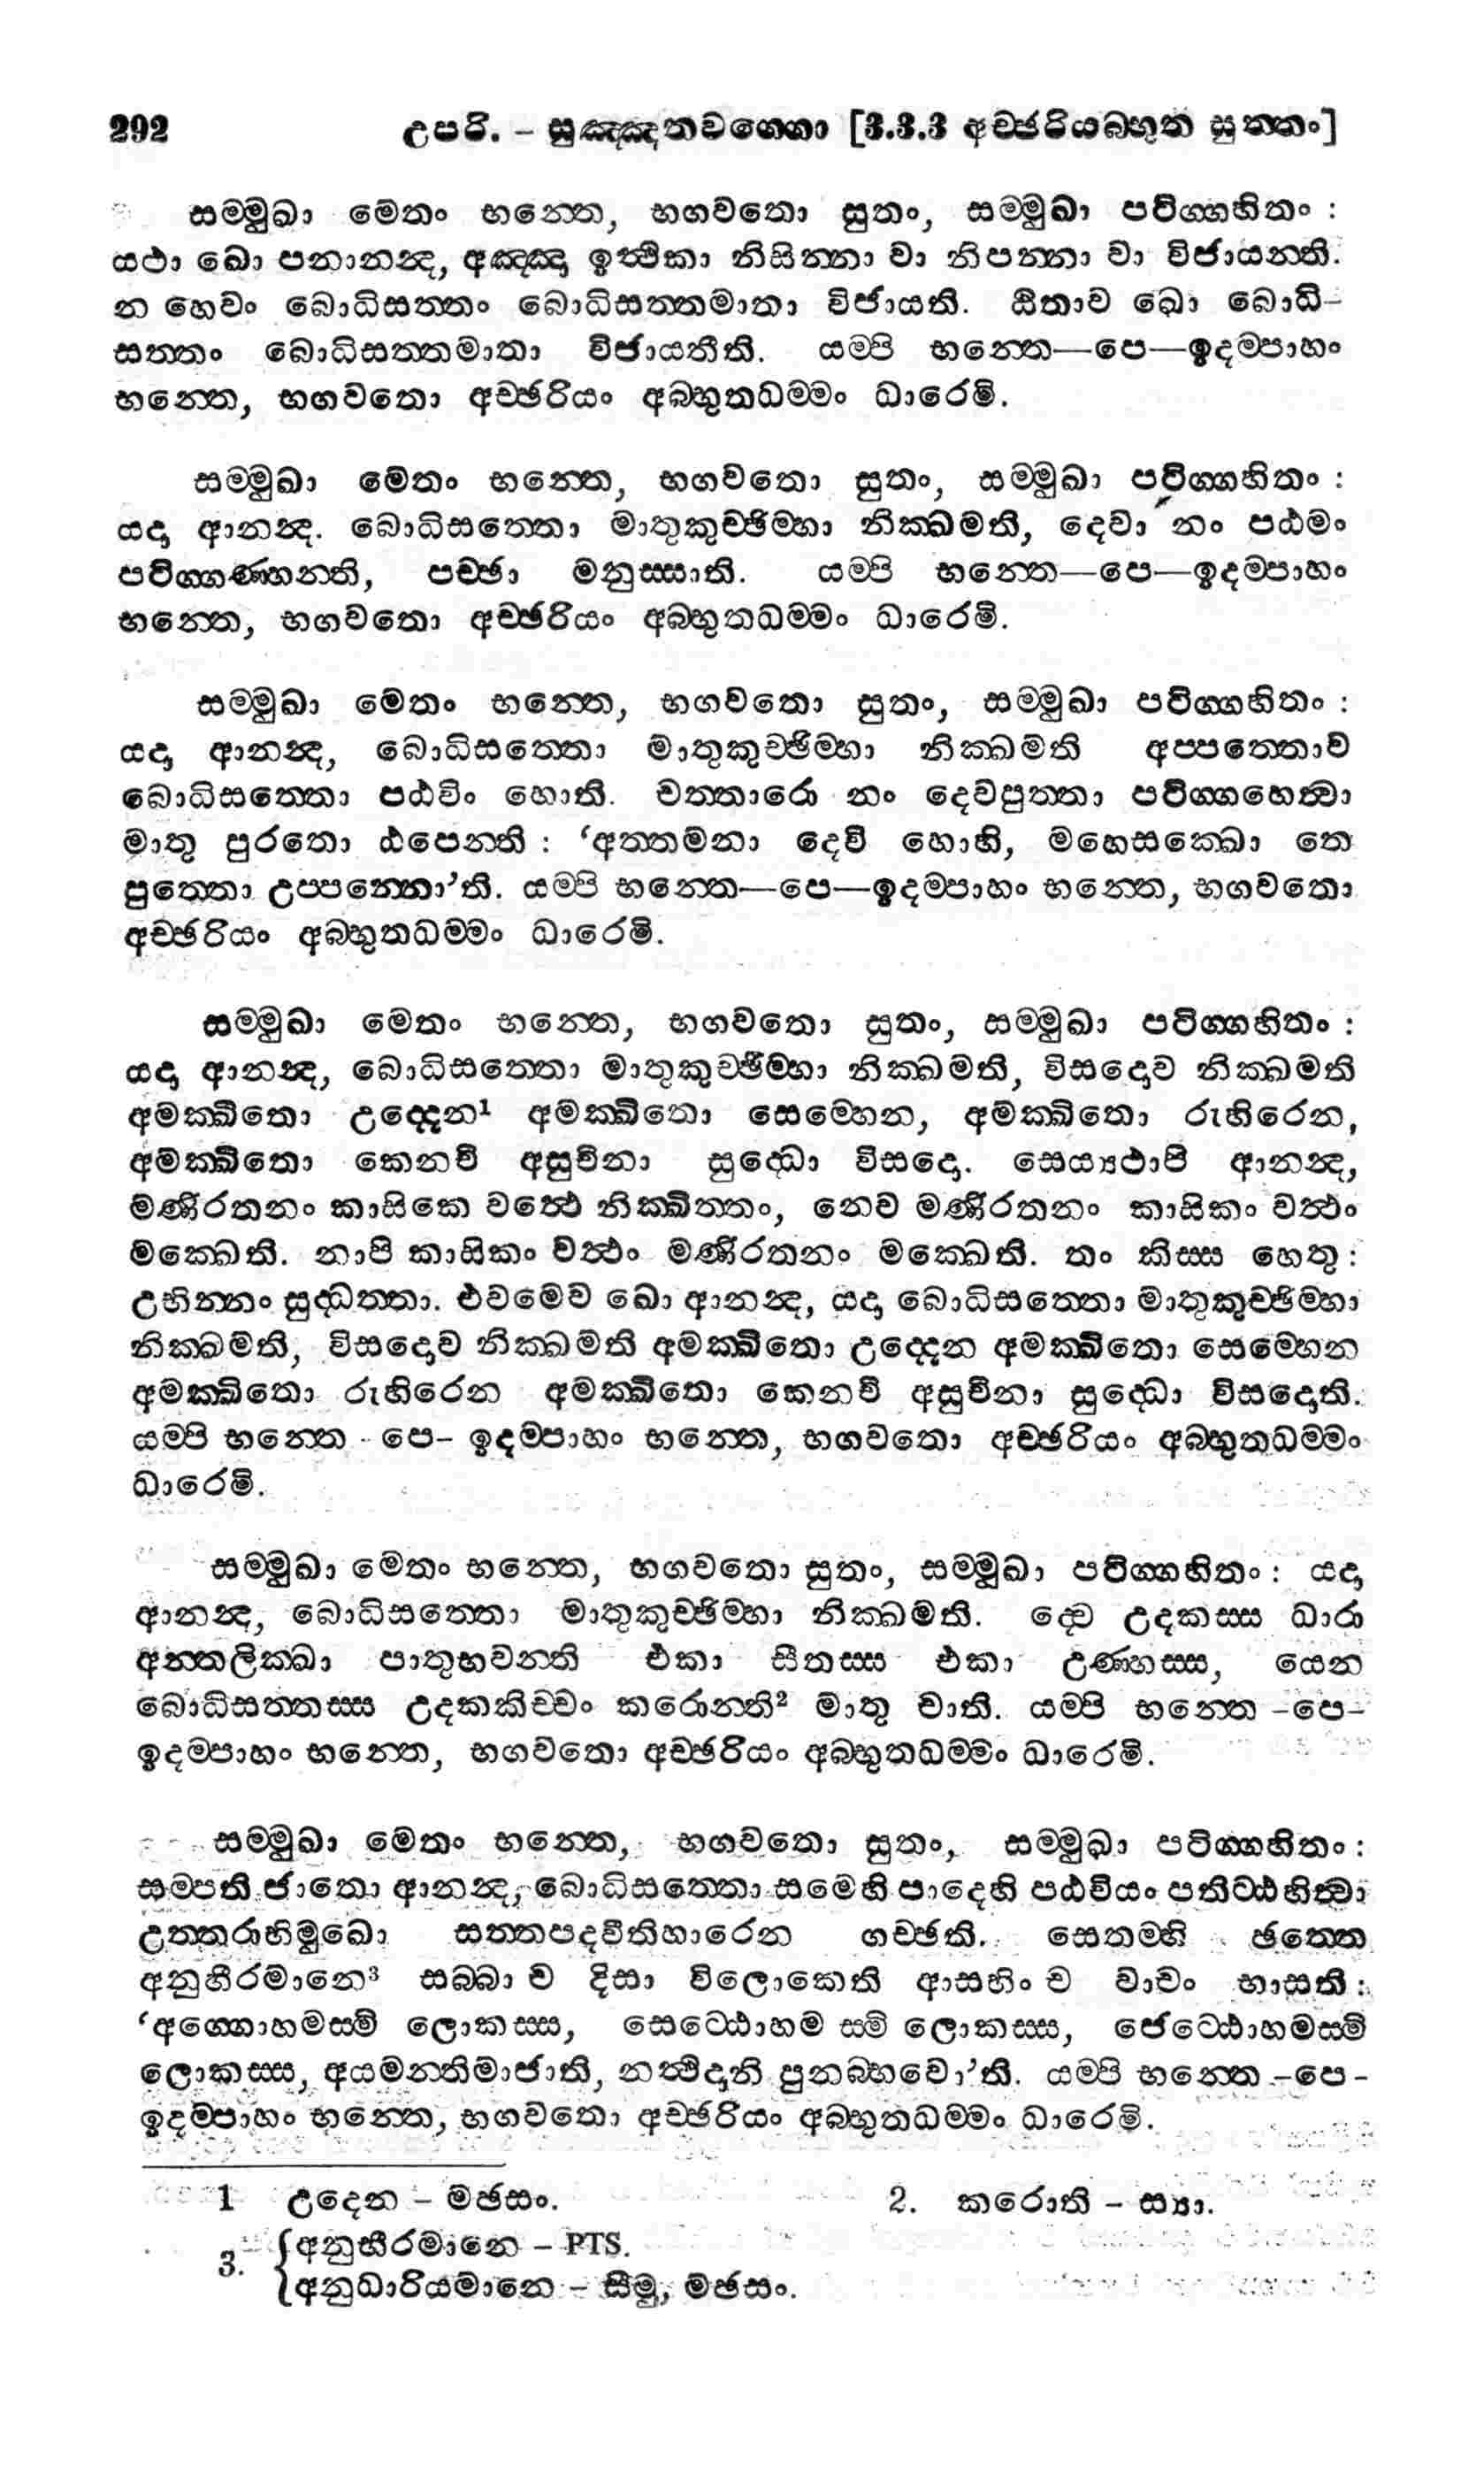 292 උපරි. – සුඤ්ඤතවග්ගො [3.3.3 අච්ඡරියබභුත සුත්තං]
සම්මුඛා මෙතං භන්තෙ, භගවතො සුතං, සම්මුඛා පටිග්ගහිතං :
යථා ඛො පනානන්ද, අඤ්ඤා ඉත්ථිකා නිසින්නා වා නිපන්නා වා විජායන්ති.
න හෙවං බොධිසත්තං බොධිසත්තමාතා විජායති. ඨිතාව ඛො බොධි-
සත්තං බොධිසත්තමාතා විජායතීති. යම්පි භන්තෙ—පෙ—ඉදම්පාහං
භන්තෙ, භගවතො අච්ඡරියං අබ්භුතධම්මං ධාරෙමි.
සම්මුඛා මෙතං භන්තෙ, භගවතො සුතං, සම්මුඛා පටිග්ගහිතං :
යදා ආනන්ද. බොධිසත්තො මාතුකුච්ඡිම්හා නික්ඛමති, දෙවා නං පඨමං
පටිග්ගණ්හන්ති, පච්ඡා මනුස්සාති. යම්පි භන්තෙ—පෙ—ඉදම්පාහං
භන්තෙ, භගවතො අච්ඡරියං අබ්භුතධම්මං ධාරෙමි.
සම්මුඛා මෙතං භන්තෙ, භගවතො සුතං, සම්මුඛා පටිග්ගහිතං :
යදා ආනන්ද, බොධිසත්තො මාතුකුච්ඡිම්හා නික්ඛමති අප්පත්තොව
බොධිසත්තො පඨවිං හොති. චත්තාරො නං දෙවපුත්තා පටිග්ගහෙත්වා
මාතු පුරතො ඨපෙන්ති : ‘අත්තමනා දෙවි හොහි, මහෙසක්ඛො තෙ
පුත්තො උප්පන්නො’ති. යම්පි භන්තෙ—පෙ—ඉදම්පාහං භන්තෙ, භගවතො
අච්ඡරියං අබ්භුතධම්මං ධාරෙමි.
සම්මුඛා මෙතං භන්තෙ, භගවතො සුතං, සම්මුඛා පටිග්ගහිතං :
යදා ආනන්ද, බොධිසත්තො මාතුකුච්ඡිම්හා නික්ඛමති, විසදොව නික්ඛමති
අමක්ඛිතො උද්දෙන¹ අමක්ඛිතො සෙම්හෙන, අමක්ඛිතො රුහිරෙන,
අමක්ඛිතො කෙනචි අසුචිනා සුද්ධො විසදො. සෙය්‍යථාපි ආනන්ද,
මණිරතනං කාසිකෙ වත්ථෙ නික්ඛිත්තං, නෙව මණිරතනං කාසිකං වත්ථං
මක්ඛෙති. නාපි කාසිකං වත්ථං මණිරතනං මක්ඛෙති. තං කිස්ස හෙතු :
උභින්නං සුද්ධත්තා. එවමෙව ඛො ආනන්ද, යදා බොධිසත්තො මාතුකුච්ඡිම්හා
නික්ඛමති, විසදොව නික්ඛමති අමක්ඛිතො උද්දෙන අමක්ඛිතො සෙම්හෙන
අමක්ඛිතො රුහිරෙන අමක්ඛිතො කෙනචි අසුචිනා සුද්ධො විසදොති.
යම්පි භන්තෙ - පෙ- ඉදම්පාහං භන්තෙ, භගවතො අච්ඡරියං අබ්භුතධම්මං
ධාරෙමි.
සම්මුඛා මෙතං භන්තෙ, භගවතො සුතං, සම්මුඛා පටිග්ගහිතං : යදා
ආනන්ද, බොධිසත්තො මාතුකුච්ඡිම්හා නික්ඛමති. ද්වෙ උදකස්ස ධාරා
අන්තලික්ඛා පාතුභවන්ති එකා සීතස්ස එකා උණ්හස්ස, යෙන
බොධිසත්තස්ස උදකකිච්චං කරොන්ති² මාතු චාති. යම්පි භන්තෙ -පෙ-
ඉදම්පාහං භන්තෙ, භගවතො අච්ඡරියං අබ්භුතධම්මං ධාරෙමි.
සම්මුඛා මෙතං භන්තෙ, භගවතො සුතං, සම්මුඛා පටිග්ගහිතං :
සම්පති ජාතො ආනන්ද, බොධිසත්තො සමෙහි පාදෙහි පඨවියං පතිට්ඨහිත්වා
උත්තරාභිමුඛො සත්තපදවීතිහාරෙන ගච්ඡති. සෙතම්හි ඡත්තෙ
අනුහීරමානෙ³ සබ්බා ච දිසා විලොකෙති ආසභිං ච වාචං භාසති :
‘අග්ගොහමස්මි ලොකස්ස, සෙට්ඨොහමස්මි ලොකස්ස, ජෙට්ඨොහමස්මි
ලොකස්ස, අයමන්තිමාජාති, නත්ථිදානි පුනබ්භවො’ති. යම්පි භන්තෙ -පෙ-
ඉදම්පාහං භන්තෙ, භගවතො අච්ඡරියං අබ්භුතධම්මං ධාරෙමි.
1 උදෙන – මඡසං. 2. කරොති – ස්‍යා.
3. {අනුභීරමානෙ – PTS.
{අනුධාරියමානෙ – සීමු, මඡසං.